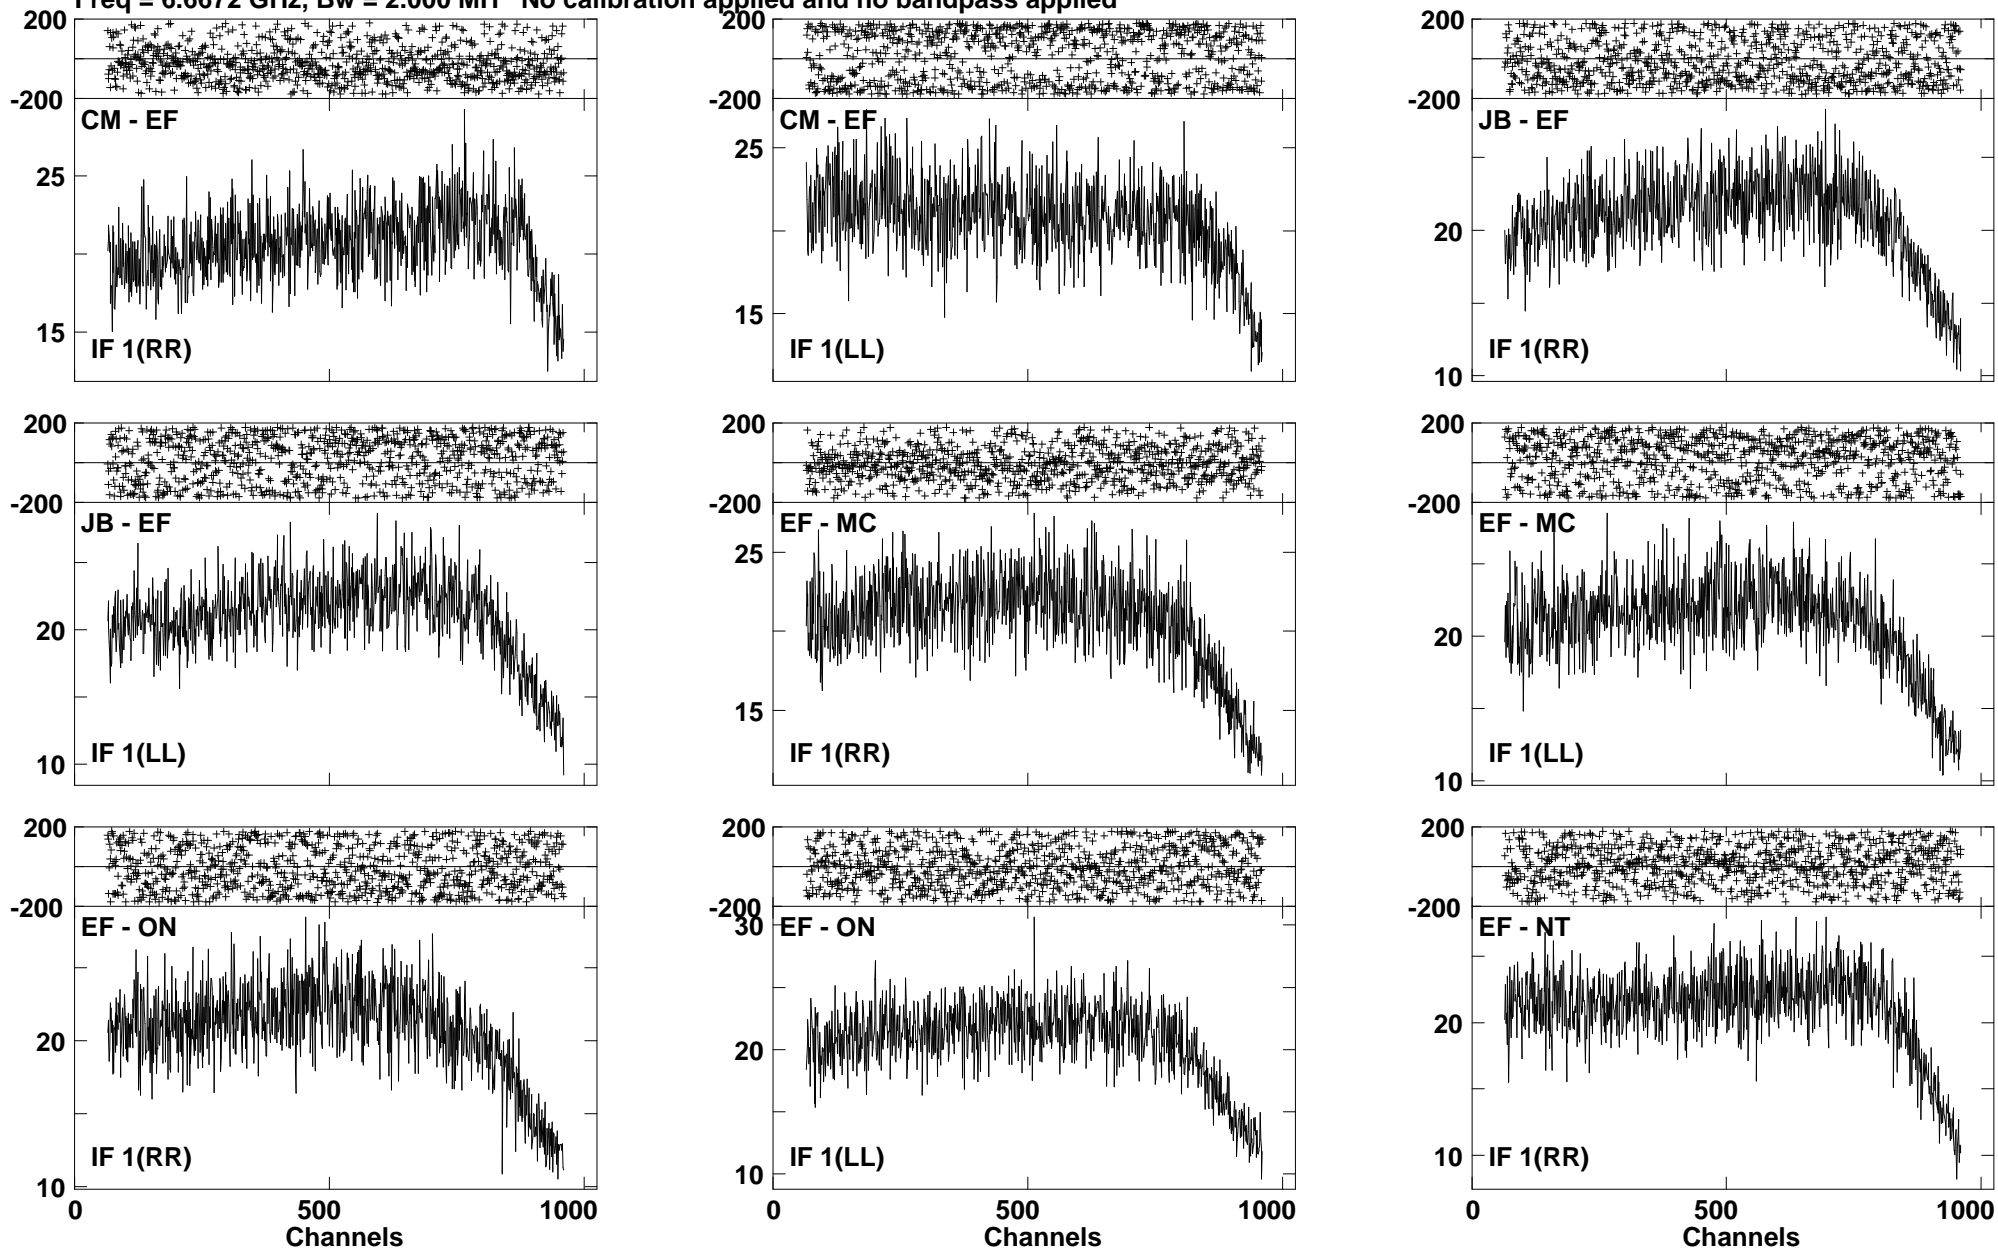 Freq = 6.6672 GHz, Bw = 2.000 MH No calibration applied and no bandpass applied
200
-200
CM - EF
25
15
IF 1(RR)
CM - EF
25
15
IF 1(LL)
200
-200
JB - EF
20
10
IF 1(RR)
200
-200
JB - EF
20
10
IF 1(LL)
EF - MC
25
15
IF 1(RR)
200
-200
EF - MC
20
10
IF 1(LL)
200
-200
EF - ON
20
10
IF 1(RR)
0 500 1000
Channels
200
-200
30
EF - ON
20
10
IF 1(LL)
0 500 1000
Channels
200
-200
EF - NT
20
10
IF 1(RR)
0 500 1000
Channels